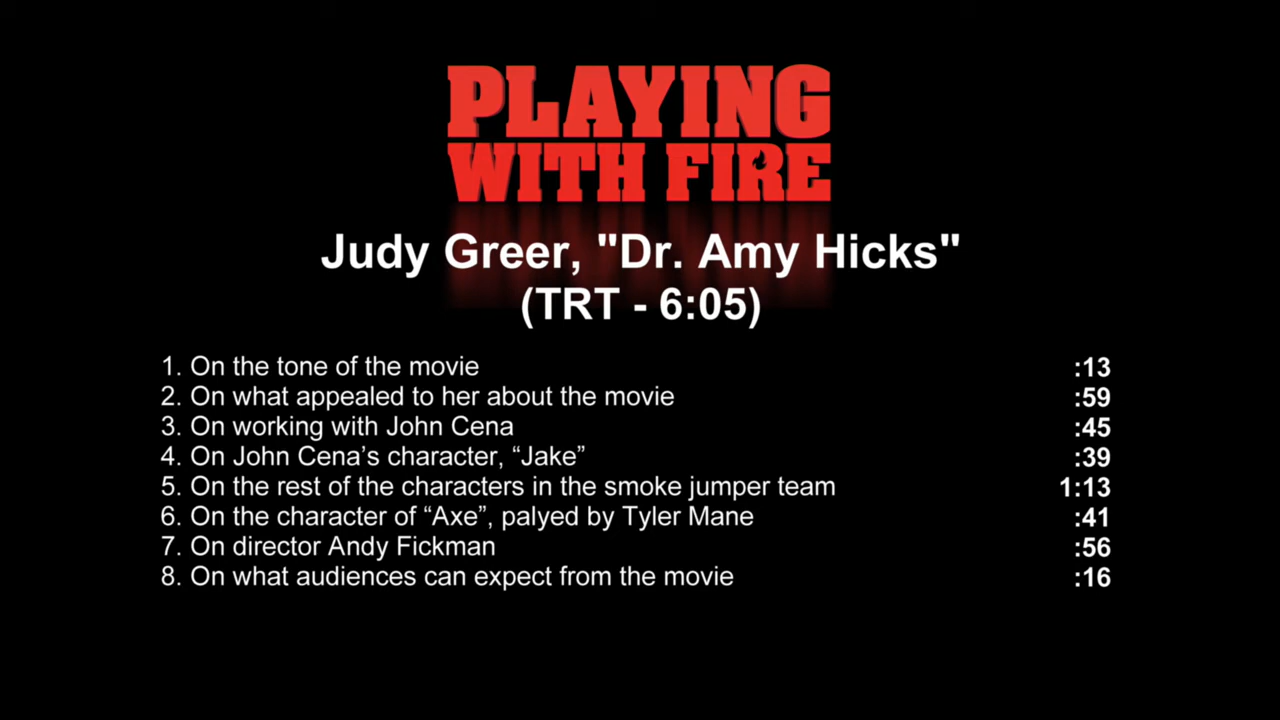 PLAYING
WITH FIRE
Judy Greer, "Dr. Amy Hicks"
(TRT - 6:05)
1. On the tone of the movie :13
2. On what appealed to her about the movie :59
3. On working with John Cena :45
4. On John Cena’s character, “Jake” :39
5. On the rest of the characters in the smoke jumper team 1:13
6. On the character of “Axe”, palyed by Tyler Mane :41
7. On director Andy Fickman :56
8. On what audiences can expect from the movie :16